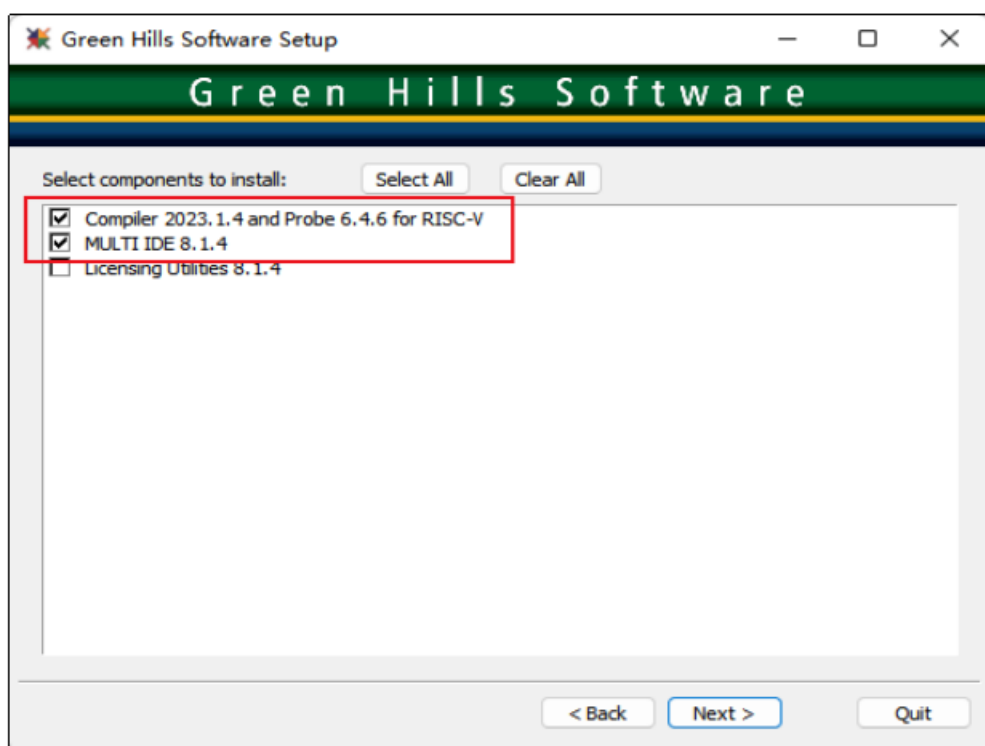 Green Hills Software Setup
Green Hills Software
Select components to install: Select All Clear All
Compiler 2023.1.4 and Probe 6.4.6 for RISC-V
MULTI IDE 8.1.4
Licensing Utilities 8.1.4
< Back Next > Quit